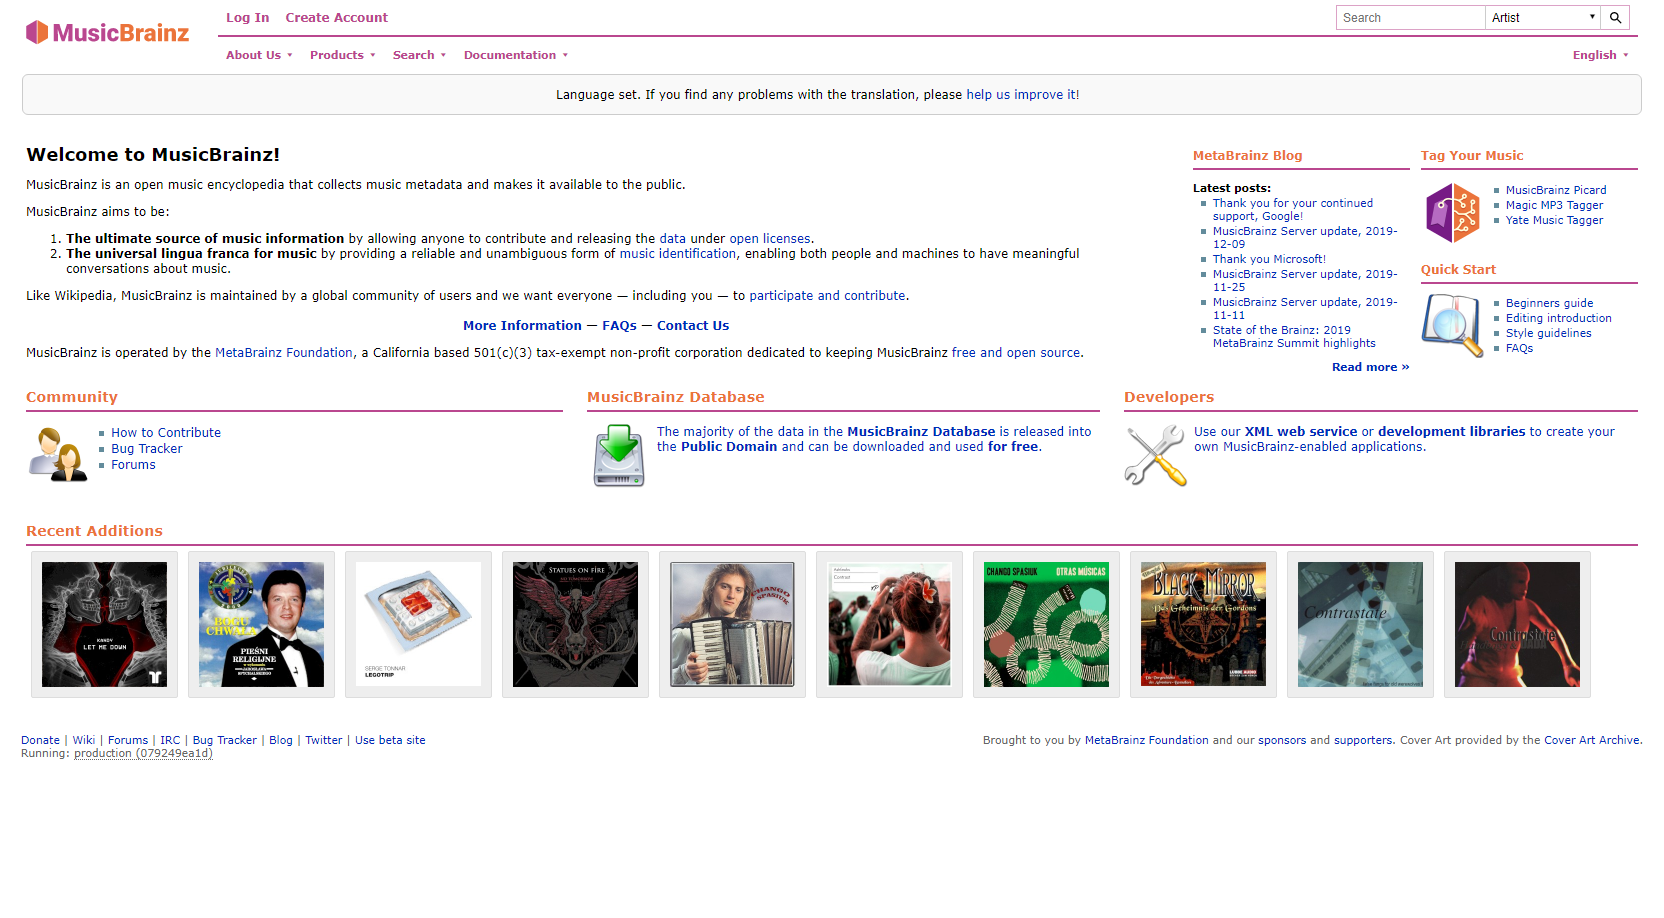 MusicBrainz
Log In Create Account
Search Artist
About Us Products Search Documentation English
Language set. If you find any problems with the translation, please help us improve it!
Welcome to MusicBrainz!
MusicBrainz is an open music encyclopedia that collects music metadata and makes it available to the public.
MusicBrainz aims to be:
1. The ultimate source of music information by allowing anyone to contribute and releasing the data under open licenses.
2. The universal lingua franca for music by providing a reliable and unambiguous form of music identification, enabling both people and machines to have meaningful
conversations about music.
Like Wikipedia, MusicBrainz is maintained by a global community of users and we want everyone — including you — to participate and contribute.
More Information — FAQs — Contact Us
MusicBrainz is operated by the MetaBrainz Foundation, a California based 501(c)(3) tax-exempt non-profit corporation dedicated to keeping MusicBrainz free and open source.
MetaBrainz Blog
Latest posts:
Thank you for your continued
support, Google!
MusicBrainz Server update, 2019-
12-09
Thank you Microsoft!
MusicBrainz Server update, 2019-
11-25
MusicBrainz Server update, 2019-
11-11
State of the Brainz: 2019
MetaBrainz Summit highlights
Read more »
Tag Your Music
MusicBrainz Picard
Magic MP3 Tagger
Yate Music Tagger
Quick Start
Beginners guide
Editing introduction
Style guidelines
FAQs
Community
How to Contribute
Bug Tracker
Forums
MusicBrainz Database
The majority of the data in the MusicBrainz Database is released into
the Public Domain and can be downloaded and used for free.
Developers
Use our XML web service or development libraries to create your
own MusicBrainz-enabled applications.
Recent Additions
KANDY
LET ME DOWN
BOGU
CHWAŁA
PIEŚNI
RELIGIJNE
SERGE TONNAR
LEGOTRIP
STATUES ON FIRE
CHANGO
SPASIUK
Contrast
CHANGO SPASIUK OTRAS MÚSICAS
BLACK MIRROR
Das Geheimnis der Gordons
Contrastate
Contrastate
Donate | Wiki | Forums | IRC | Bug Tracker | Blog | Twitter | Use beta site
Running: production (079249ea1d)
Brought to you by MetaBrainz Foundation and our sponsors and supporters. Cover Art provided by the Cover Art Archive.